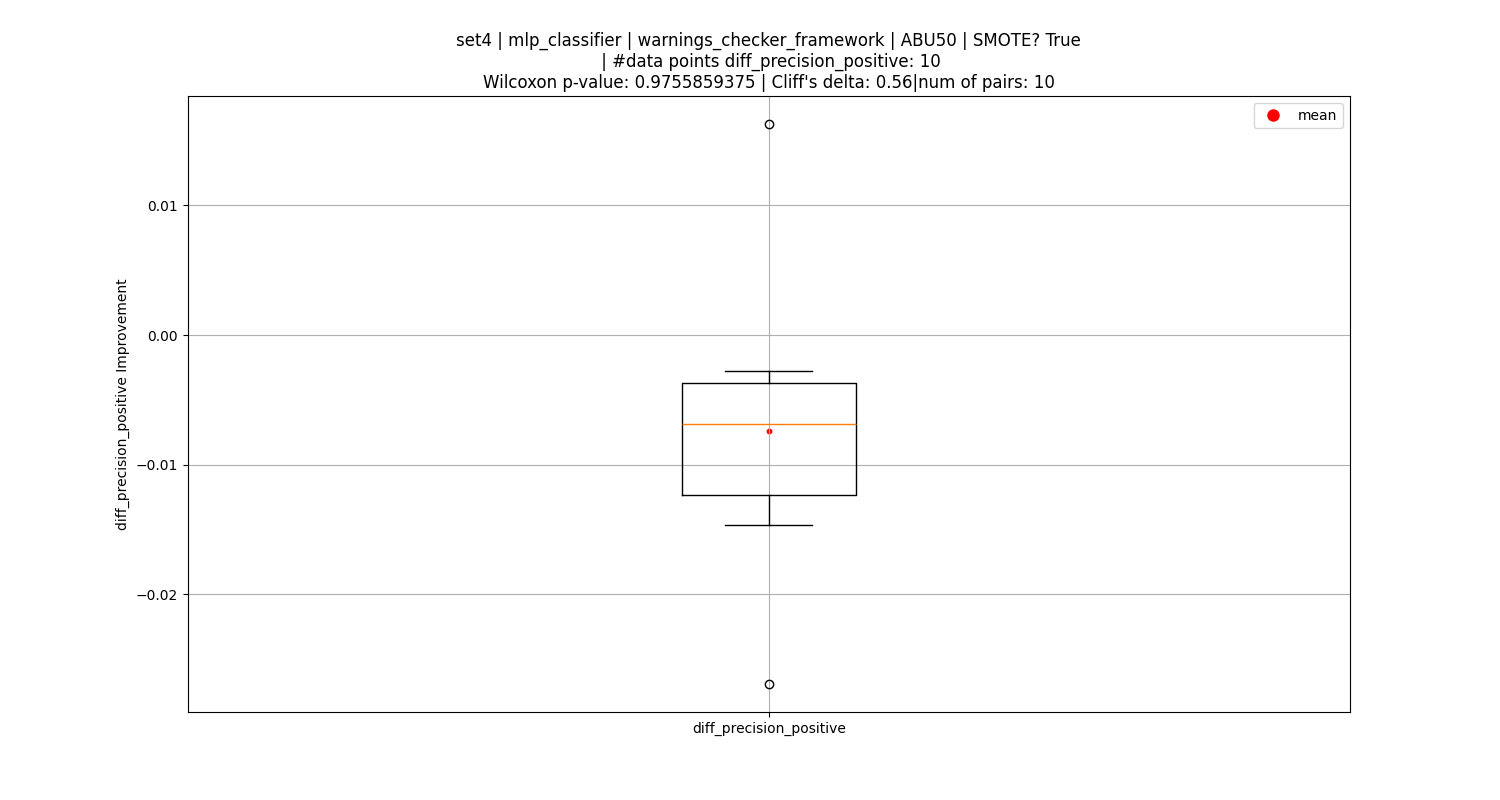 set4 | mlp_classifier | warnings_checker_framework | ABU50 | SMOTE? True
| #data points diff_precision_positive: 10
Wilcoxon p-value: 0.9755859375 | Cliff's delta: 0.56|num of pairs: 10
mean
0.01
0.00
−0.01
−0.02
diff_precision_positive Improvement
diff_precision_positive